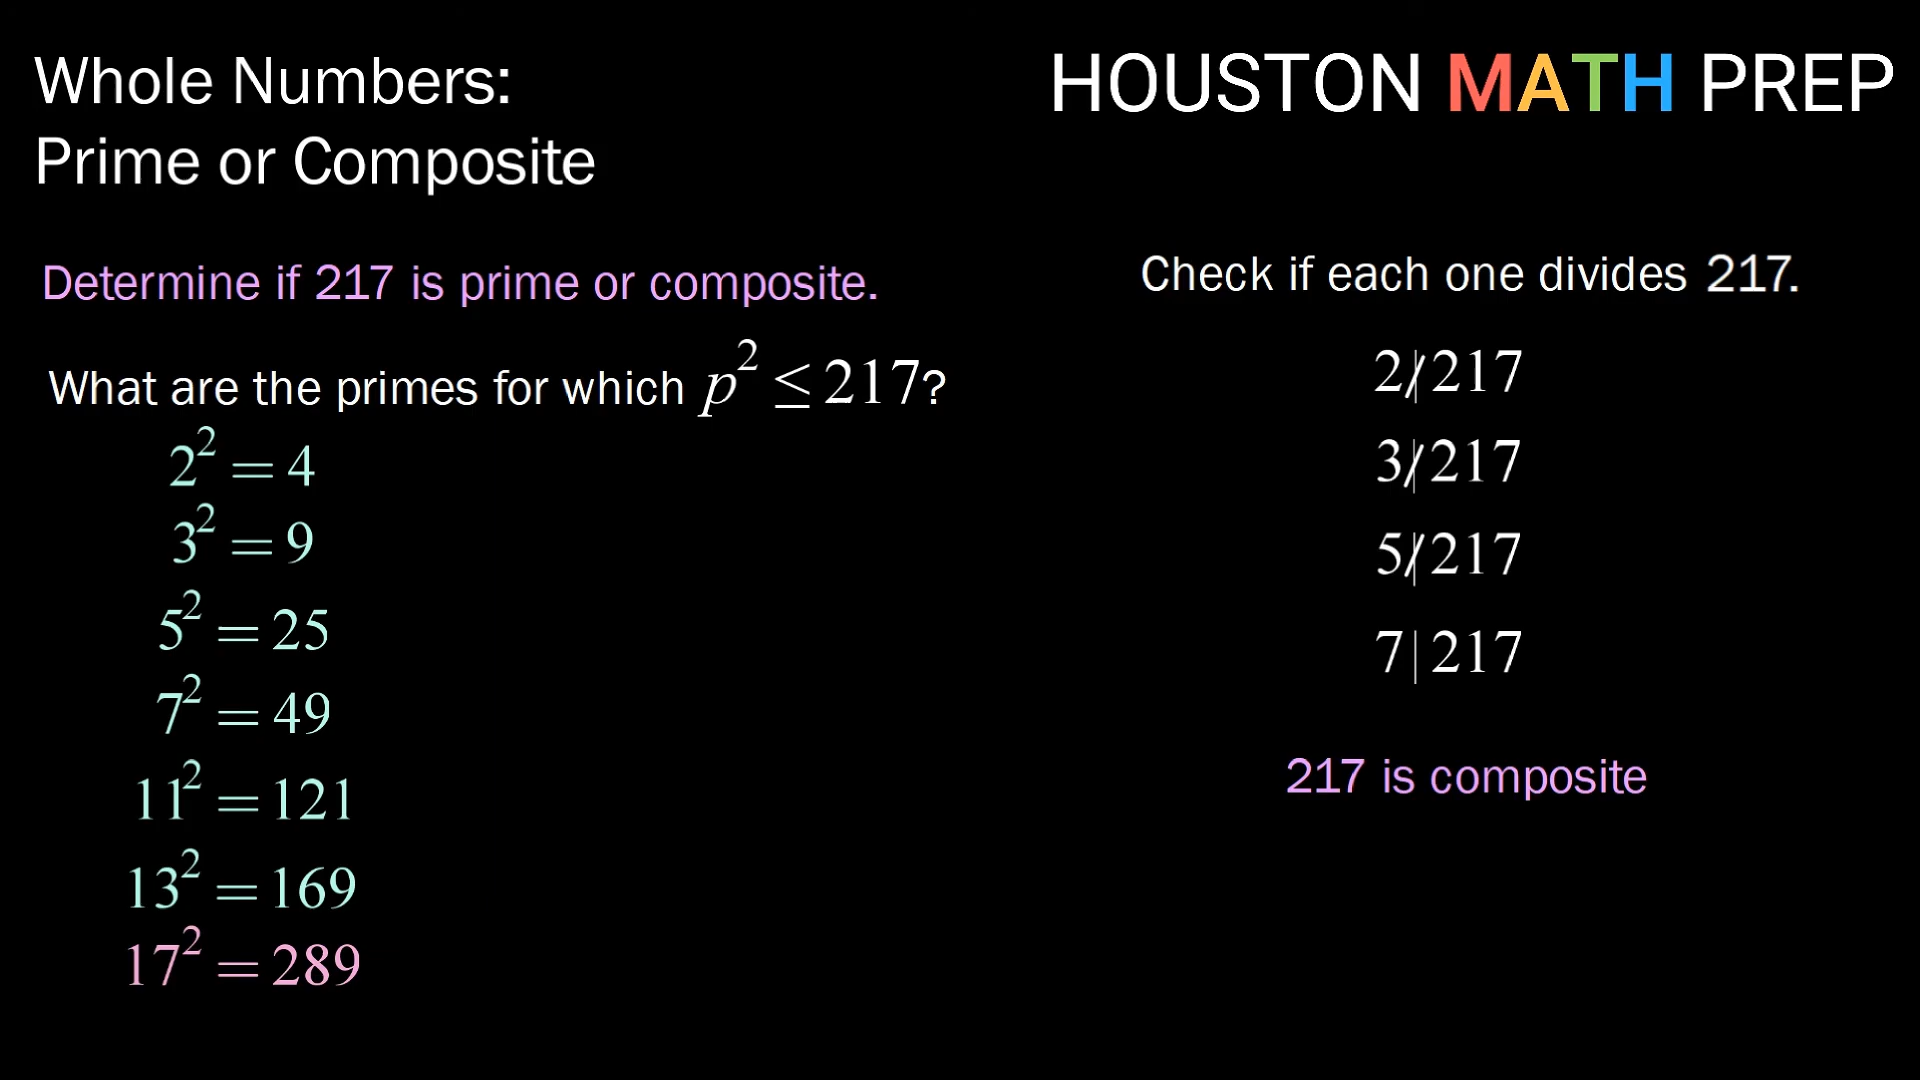 Whole Numbers:
Prime or Composite
HOUSTON MATH PREP
Determine if 217 is prime or composite.
What are the primes for which p² ≤ 217?
2² = 4
3² = 9
5² = 25
7² = 49
11² = 121
13² = 169
17² = 289
Check if each one divides 217.
2∤217
3∤217
5∤217
7|217
217 is composite